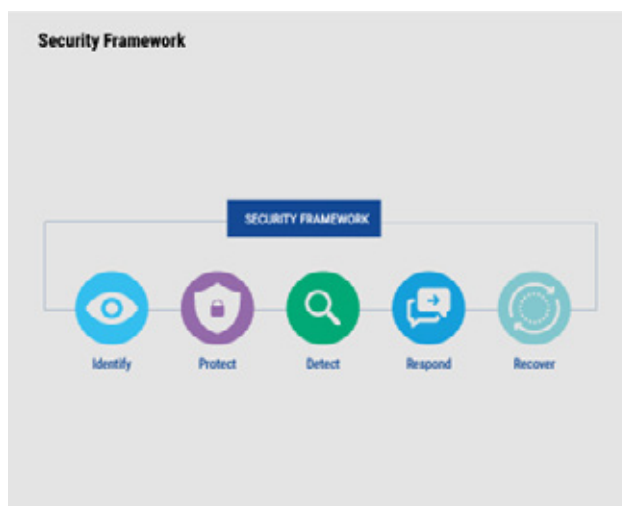 Security Framework
SECURITY FRAMEWORK
Identify Protect Detect Respond Recover